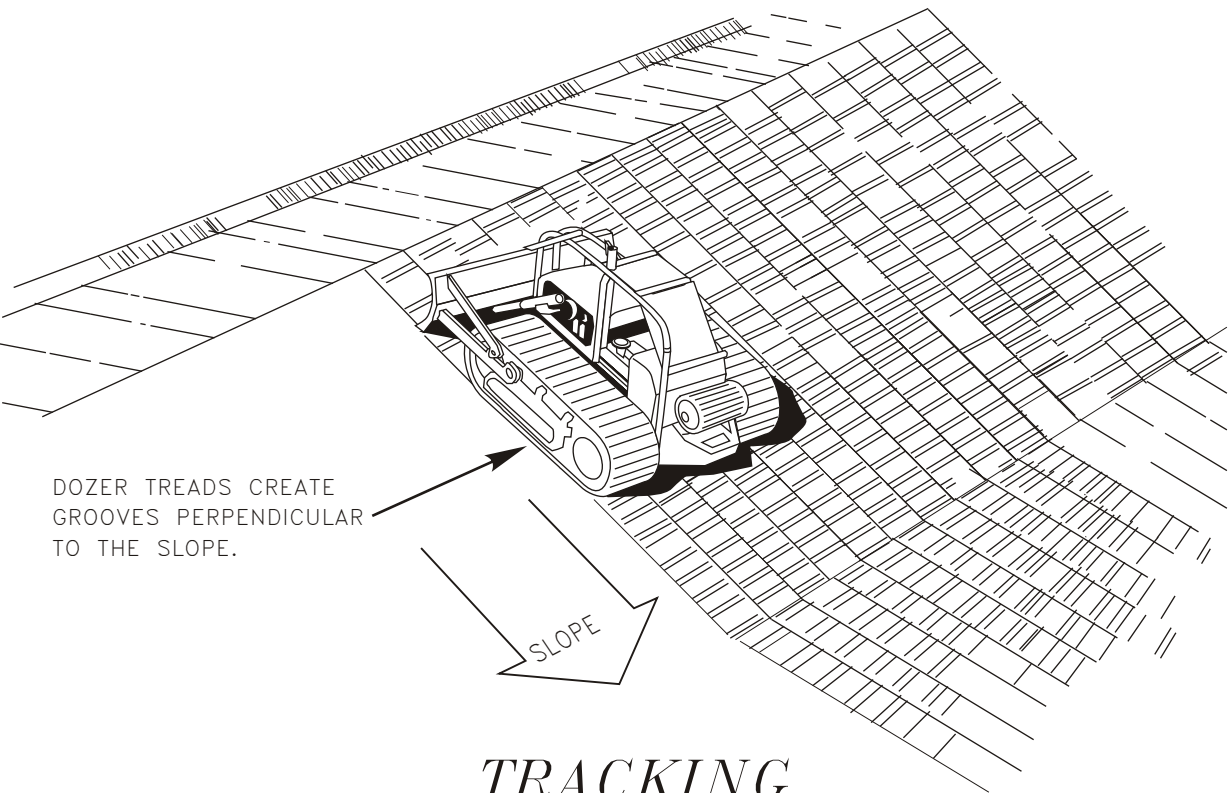 DOZER TREADS CREATE
GROOVES PERPENDICULAR
TO THE SLOPE.
SLOPE
TRACKING